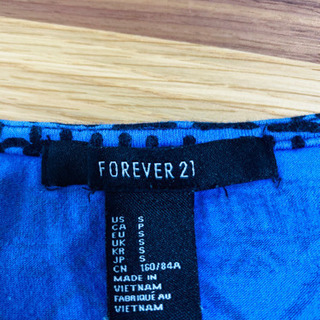 FOREVER 21
US S
CA P
EU S
UK S
KR S
JP S
CN 160/84A
MADE IN
VIETNAM
FABRIQUÉ AU
VIETNAM